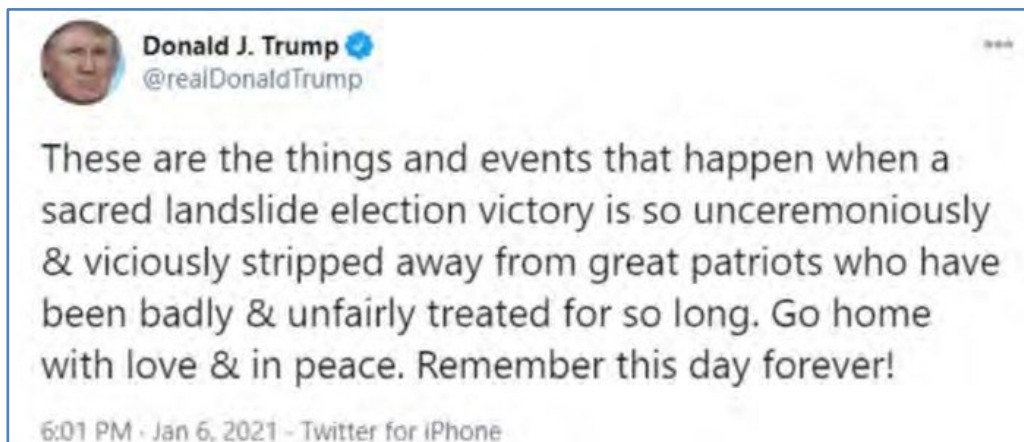 Donald J. Trump
@realDonaldTrump
These are the things and events that happen when a
sacred landslide election victory is so unceremoniously
& viciously stripped away from great patriots who have
been badly & unfairly treated for so long. Go home
with love & in peace. Remember this day forever!
6:01 PM · Jan 6, 2021 · Twitter for iPhone